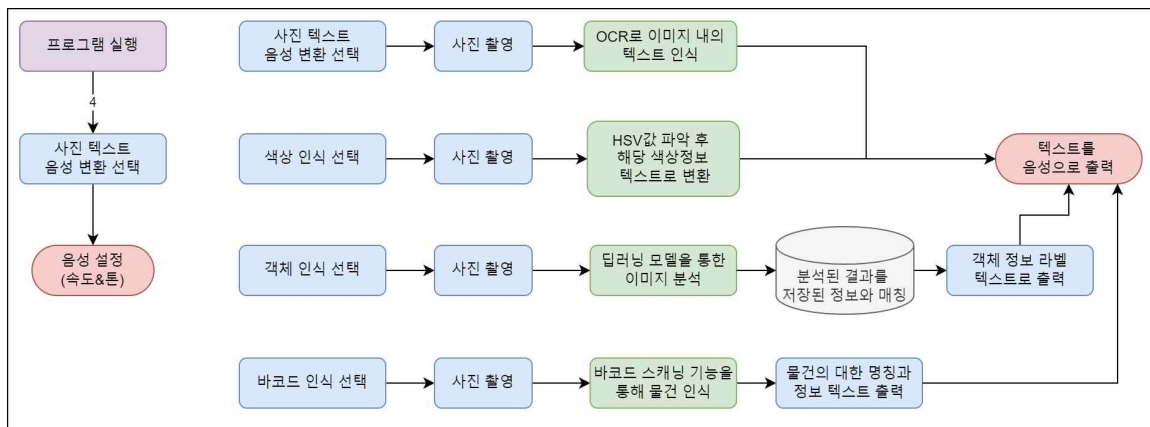 프로그램 실행
4
사진 텍스트
음성 변환 선택
음성 설정
(속도&톤)
사진 텍스트
음성 변환 선택
사진 촬영
OCR로 이미지 내의
텍스트 인식
색상 인식 선택
사진 촬영
HSV값 파악 후
해당 색상정보
텍스트로 변환
텍스트를
음성으로 출력
객체 인식 선택
사진 촬영
딥러닝 모델을 통한
이미지 분석
분석된 결과를
저장된 정보와 매칭
객체 정보 라벨
텍스트로 출력
바코드 인식 선택
사진 촬영
바코드 스캐닝 기능을
통해 물건 인식
물건의 대한 명칭과
정보 텍스트 출력